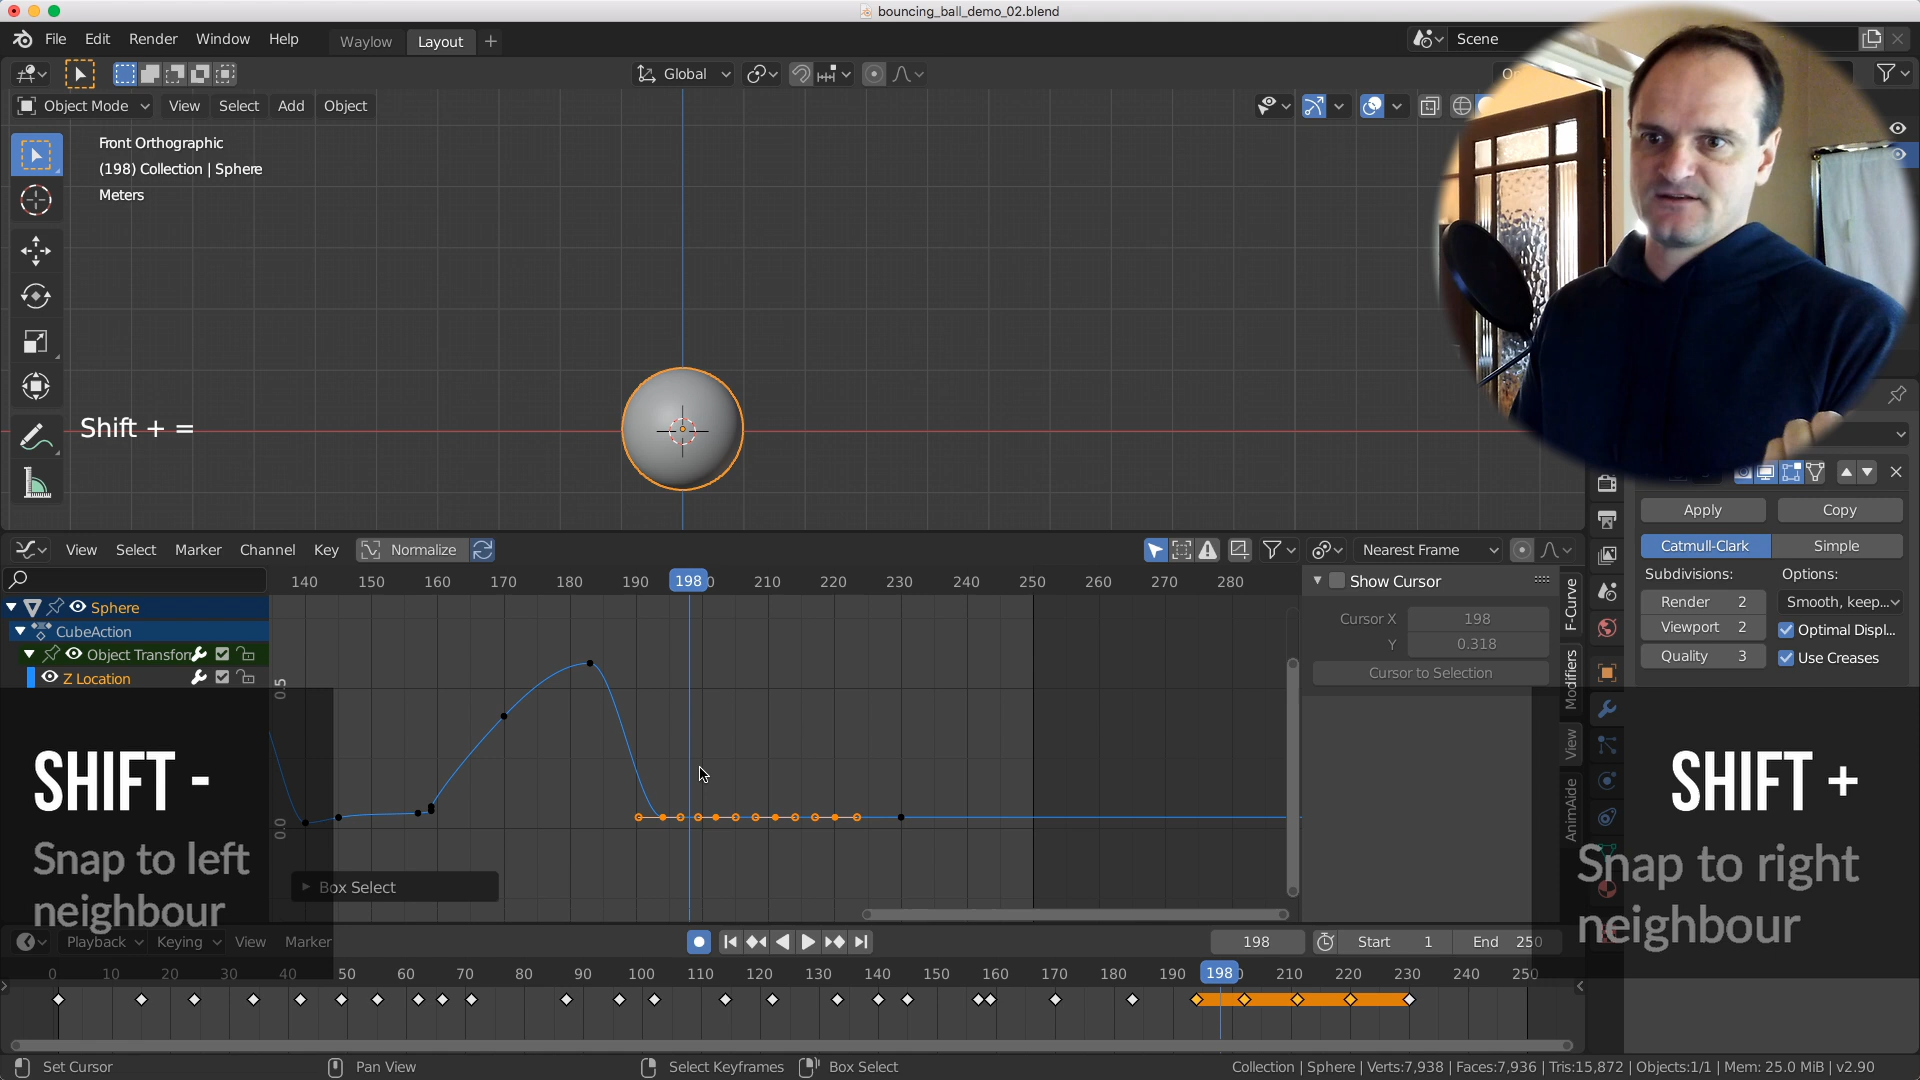 bouncing_ball_demo_02.blend
File Edit Render Window Help Waylow Layout Scene
Global
Object Mode View Select Add Object
Front Orthographic
(198) Collection | Sphere
Meters
Shift + =
Apply Copy
Catmull-Clark Simple
Subdivisions: Options:
Render 2 Smooth, keep...
Viewport 2 Optimal Displ...
Quality 3 Use Creases
View Select Marker Channel Key Normalize Nearest Frame
140 150 160 170 180 190 198 0 210 220 230 240 250 260 270 280
Show Cursor
Cursor X 198
Y 0.318
Cursor to Selection
F-Curve
Modifiers
View
AnimAide
Sphere
CubeAction
Object Transfor
Z Location
0.5
0.0
SHIFT -
Snap to left
neighbour
SHIFT +
Snap to right
neighbour
Box Select
Playback Keying View Marker 198 Start 1 End 250
0 10 20 30 40 50 60 70 80 90 100 110 120 130 140 150 160 170 180 190 198 0 210 220 230 240 250
Set Cursor Pan View Select Keyframes Box Select Collection | Sphere | Verts:7,938 | Faces:7,936 | Tris:15,872 | Objects:1/1 | Mem: 25.0 MiB | v2.90